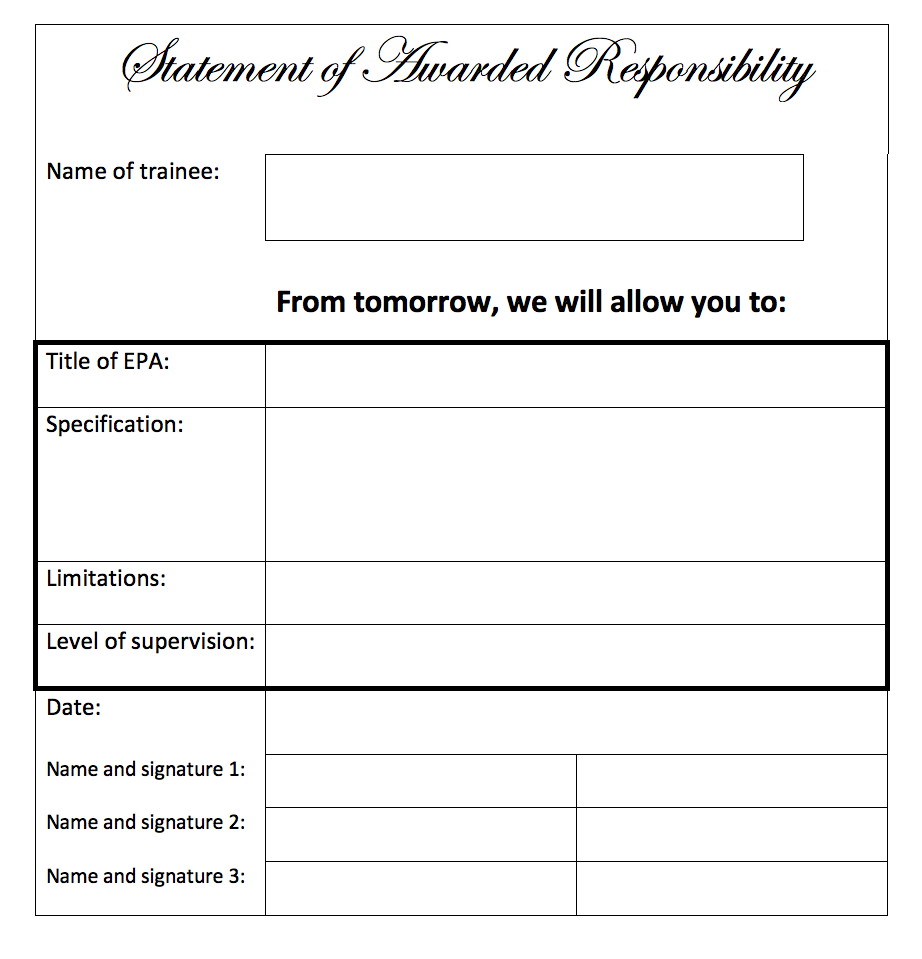 Statement of Awarded Responsibility
Name of trainee:
From tomorrow, we will allow you to:
Title of EPA:
Specification:
Limitations:
Level of supervision:
Date:
Name and signature 1:
Name and signature 2:
Name and signature 3: